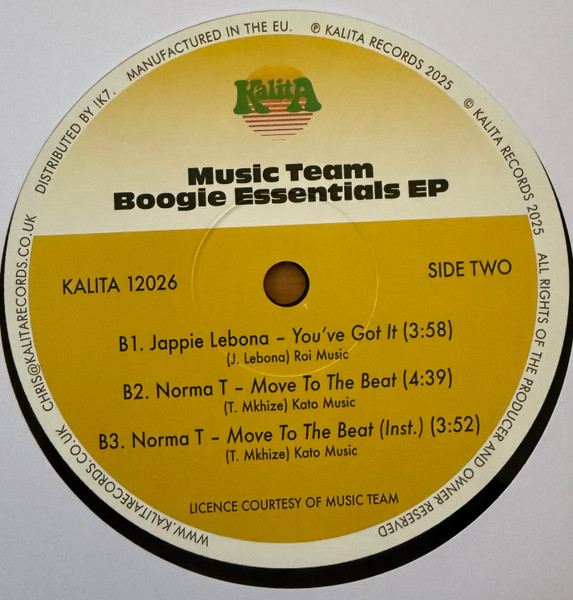 DISTRIBUTED BY !K7. MANUFACTURED IN THE EU. ℗ KALITA RECORDS 2025 © KALITA RECORDS 2025 ALL RIGHTS OF THE PRODUCER AND OWNER RESERVED
WWW.KALITARECORDS.CO.UK CHRIS@KALITARECORDS.CO.UK
KalitA
Music Team
Boogie Essentials EP
KALITA 12026
SIDE TWO
B1. Jappie Lebona – You've Got It (3:58)
(J. Lebona) Roi Music
B2. Norma T – Move To The Beat (4:39)
(T. Mkhize) Kato Music
B3. Norma T – Move To The Beat (Inst.) (3:52)
(T. Mkhize) Kato Music
LICENCE COURTESY OF MUSIC TEAM